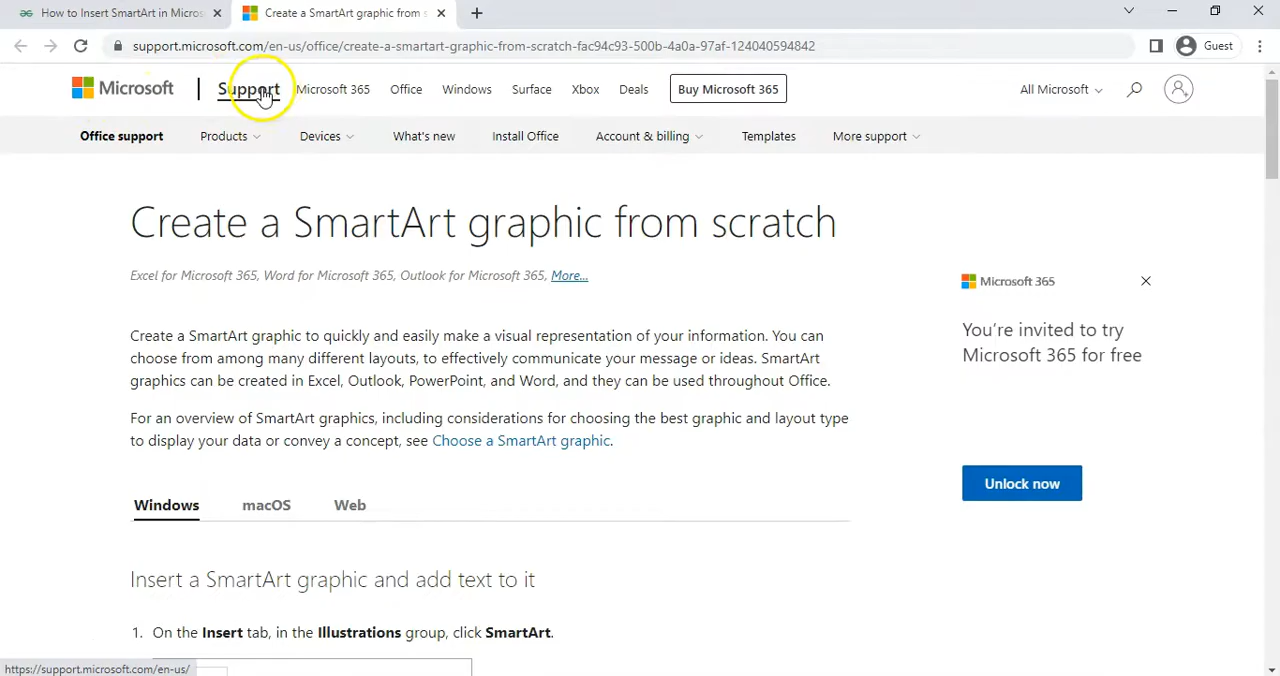 How to Insert SmartArt in Micros
Create a SmartArt graphic from s
support.microsoft.com/en-us/office/create-a-smartart-graphic-from-scratch-fac94c93-500b-4a0a-97af-124040594842
Guest
Microsoft
Support
Microsoft 365
Office
Windows
Surface
Xbox
Deals
Buy Microsoft 365
All Microsoft
Office support
Products
Devices
What's new
Install Office
Account & billing
Templates
More support
Create a SmartArt graphic from scratch
Excel for Microsoft 365, Word for Microsoft 365, Outlook for Microsoft 365, More...
Create a SmartArt graphic to quickly and easily make a visual representation of your information. You can
choose from among many different layouts, to effectively communicate your message or ideas. SmartArt
graphics can be created in Excel, Outlook, PowerPoint, and Word, and they can be used throughout Office.
For an overview of SmartArt graphics, including considerations for choosing the best graphic and layout type
to display your data or convey a concept, see Choose a SmartArt graphic.
Microsoft 365
You're invited to try
Microsoft 365 for free
Unlock now
Windows
macOS
Web
Insert a SmartArt graphic and add text to it
1. On the Insert tab, in the Illustrations group, click SmartArt.
https://support.microsoft.com/en-us/